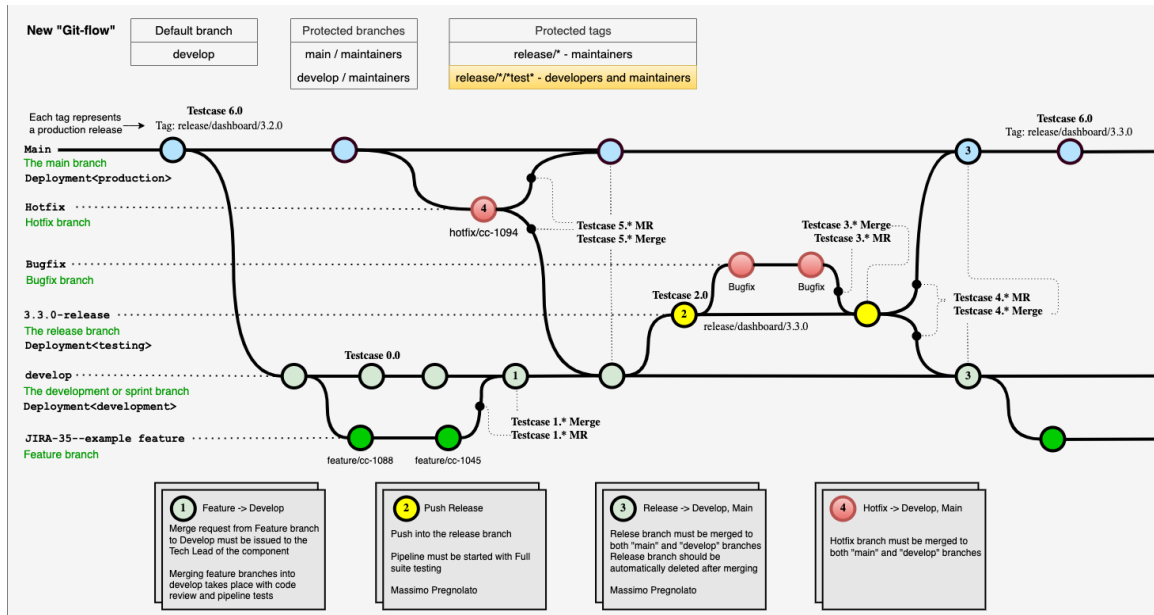 New "Git-flow"
Default branch
develop
Protected branches
main / maintainers
develop / maintainers
Protected tags
release/* - maintainers
release/*/*test* - developers and maintainers
Each tag represents
a production release
Testcase 6.0
Tag: release/dashboard/3.2.0
Testcase 6.0
Tag: release/dashboard/3.3.0
Main
The main branch
Deployment<production>
3
Hotfix
Hotfix branch
4
hotfix/cc-1094
Testcase 5.* MR
Testcase 5.* Merge
Testcase 3.* Merge
Testcase 3.* MR
Bugfix
Bugfix branch
Bugfix
Bugfix
Testcase 2.0
2
release/dashboard/3.3.0
Testcase 4.* MR
Testcase 4.* Merge
3.3.0-release
The release branch
Deployment<testing>
Testcase 0.0
develop
The development or sprint branch
Deployment<development>
1
3
Testcase 1.* Merge
Testcase 1.* MR
JIRA-35--example feature
Feature branch
feature/cc-1088
feature/cc-1045
1 Feature -> Develop
Merge request from Feature branch
to Develop must be issued to the
Tech Lead of the component
Merging feature branches into
develop takes place with code
review and pipeline tests
2 Push Release
Push into the release branch
Pipeline must be started with Full
suite testing
Massimo Pregnolato
3 Release -> Develop, Main
Relese branch must be merged to
both "main" and "develop" branches
Release branch should be
automatically deleted after merging
Massimo Pregnolato
4 Hotfix -> Develop, Main
Hotfix branch must be merged to
both "main" and "develop" branches